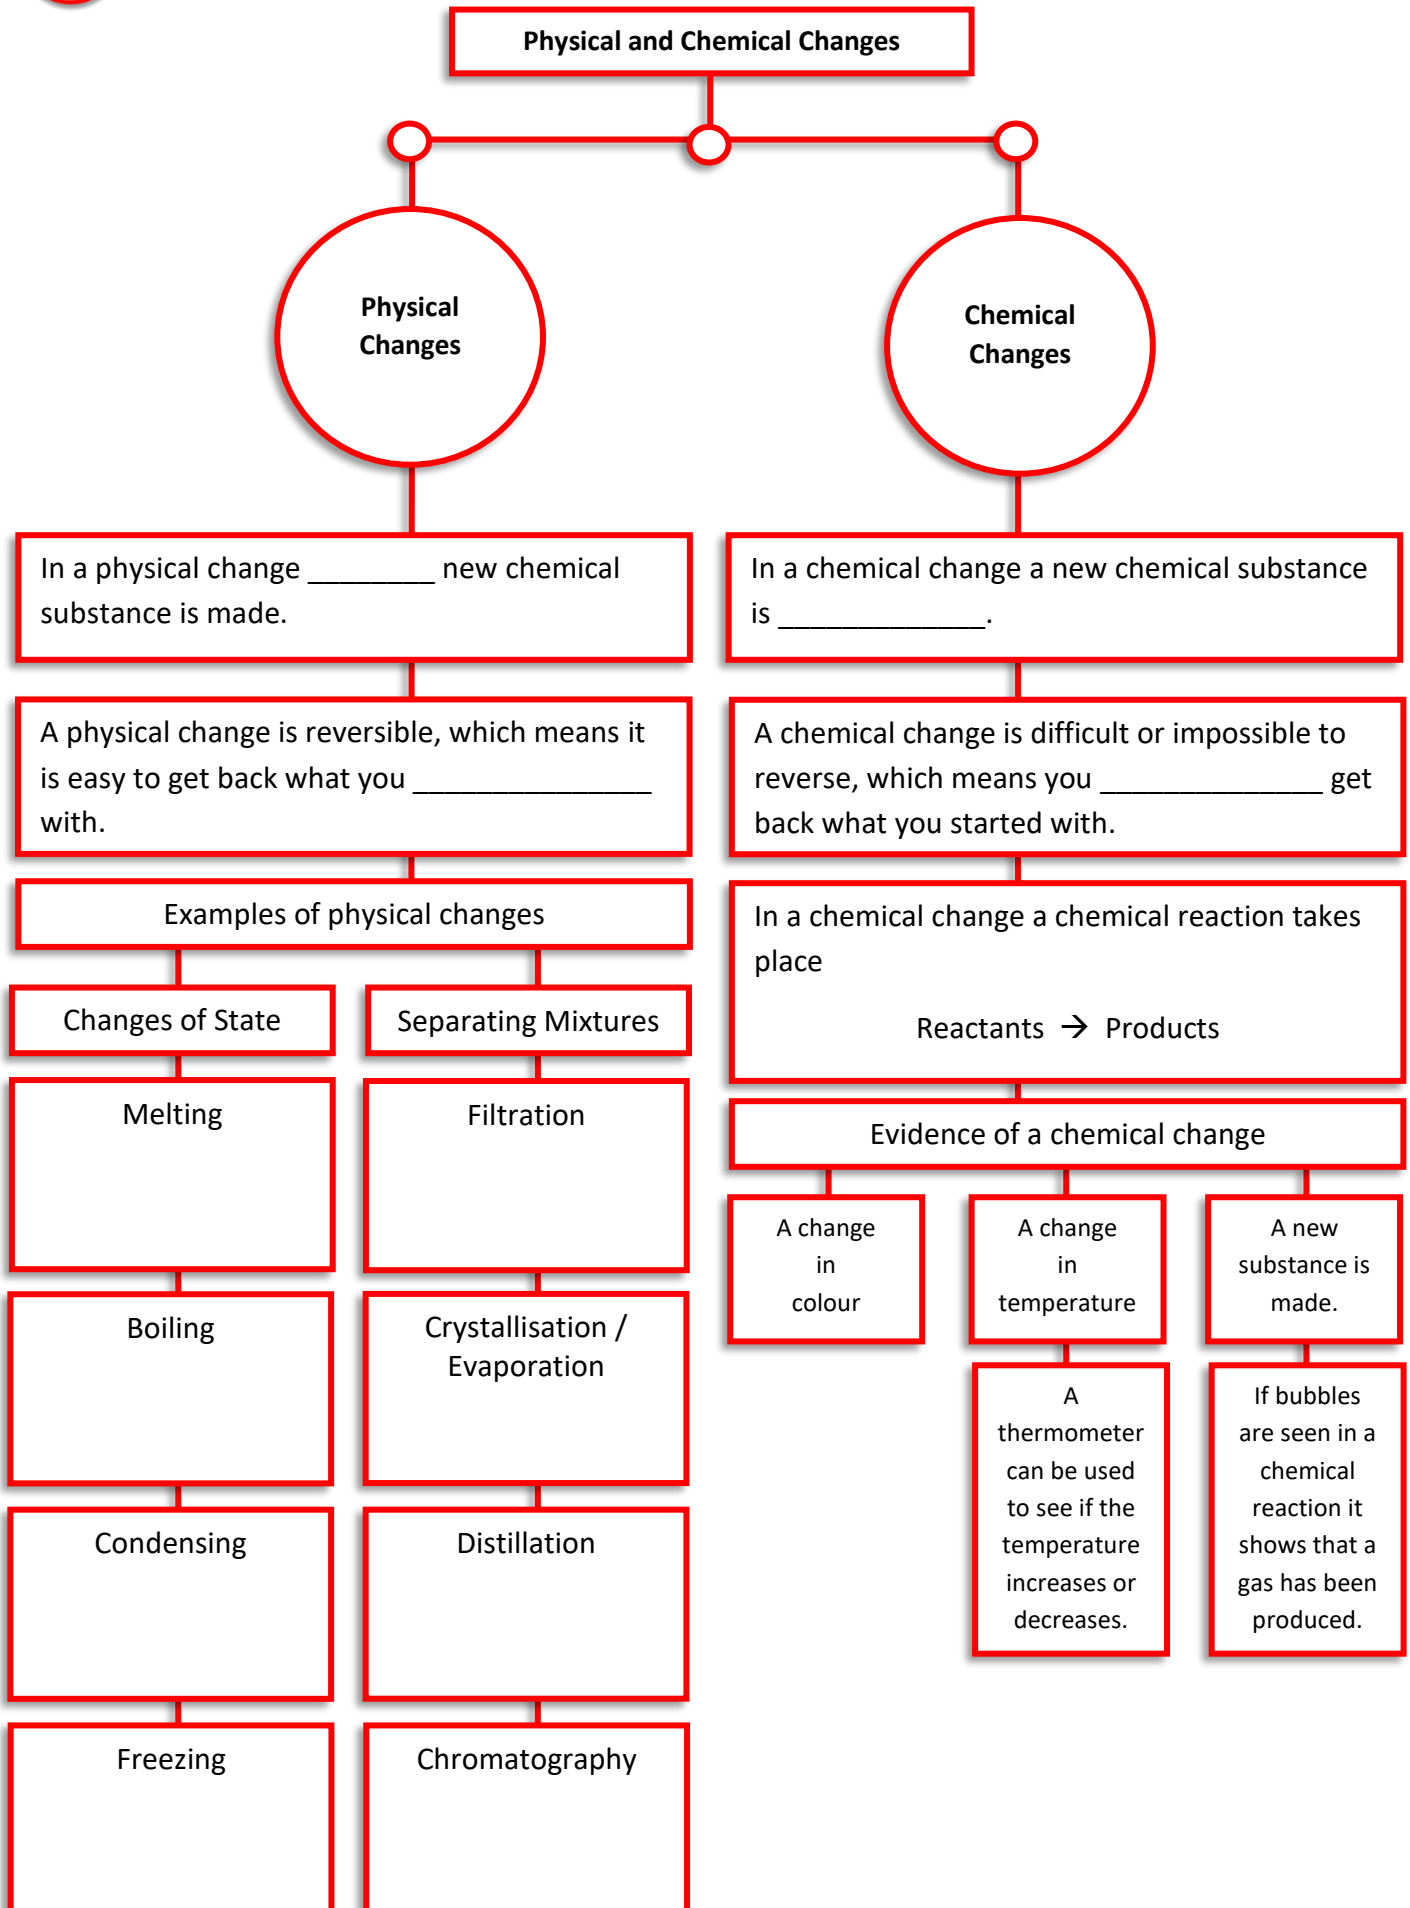 Physical and Chemical Changes
Physical
Changes
Chemical
Changes
In a physical change ________ new chemical
substance is made.
In a chemical change a new chemical substance
is _____________.
A physical change is reversible, which means it
is easy to get back what you _______________
with.
A chemical change is difficult or impossible to
reverse, which means you ______________ get
back what you started with.
Examples of physical changes
In a chemical change a chemical reaction takes
place
Reactants → Products
Changes of State
Separating Mixtures
Melting
Filtration
Evidence of a chemical change
A change
in
colour
A change
in
temperature
A new
substance is
made.
Boiling
Crystallisation /
Evaporation
A
thermometer
can be used
to see if the
temperature
increases or
decreases.
If bubbles
are seen in a
chemical
reaction it
shows that a
gas has been
produced.
Condensing
Distillation
Freezing
Chromatography